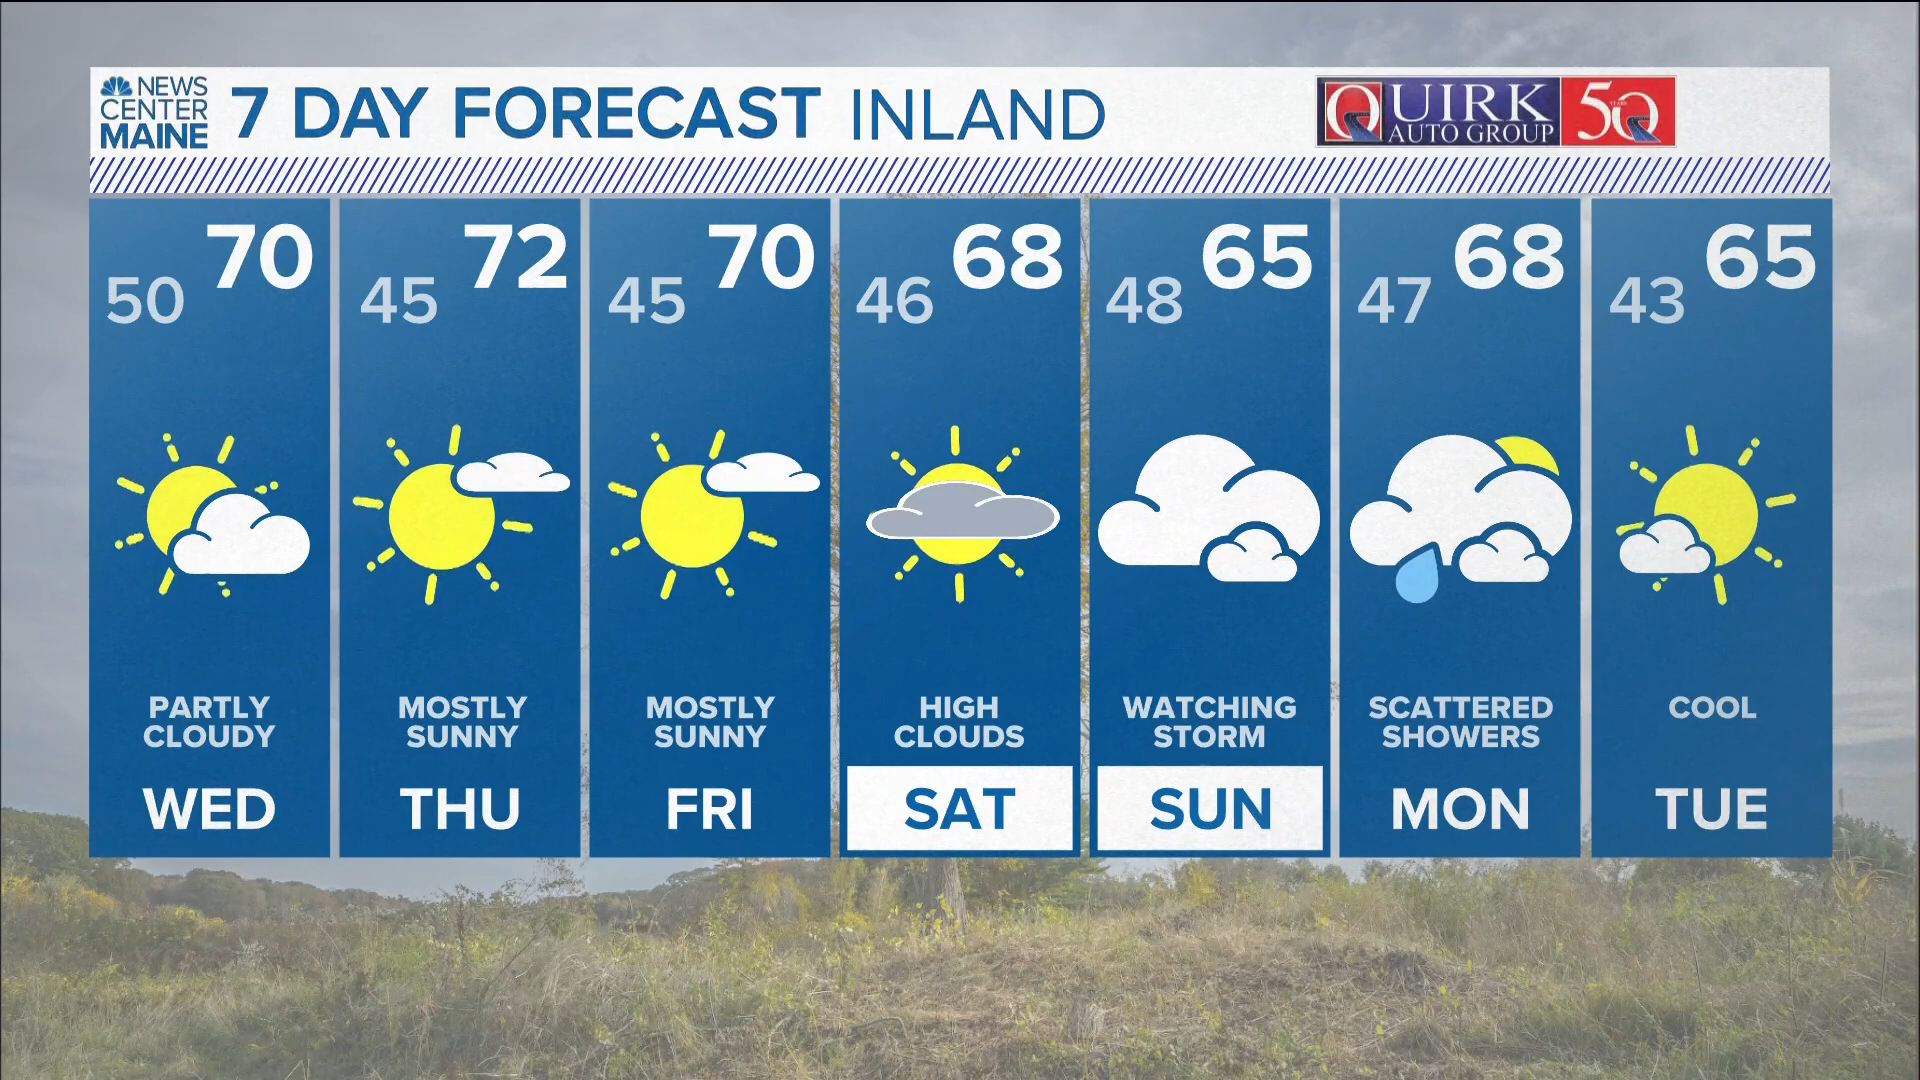 NEWS
CENTER
MAINE
7 DAY FORECAST INLAND
QUIRK
AUTO GROUP
50
YEARS
50 70
PARTLY
CLOUDY
WED
45 72
MOSTLY
SUNNY
THU
45 70
MOSTLY
SUNNY
FRI
46 68
HIGH
CLOUDS
SAT
48 65
WATCHING
STORM
SUN
47 68
SCATTERED
SHOWERS
MON
43 65
COOL
TUE